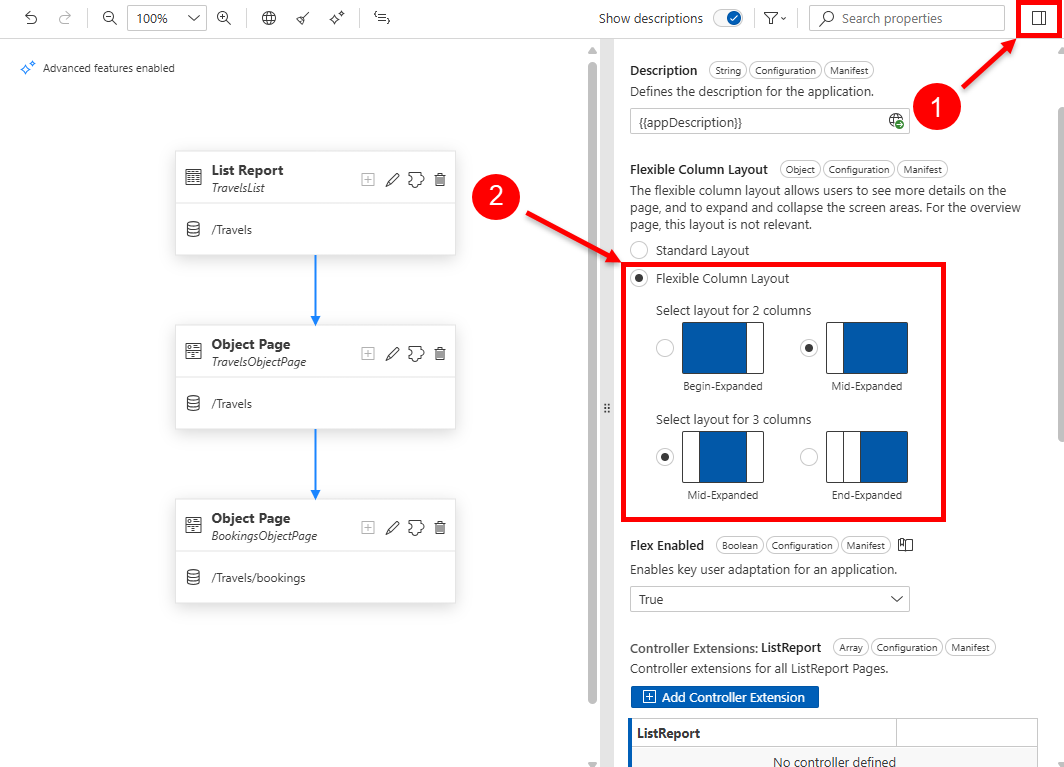 100%
Show descriptions
Search properties
Advanced features enabled
1
2
List Report
TravelsList
/Travels
Object Page
TravelsObjectPage
/Travels
Object Page
BookingsObjectPage
/Travels/bookings
Description String Configuration Manifest
Defines the description for the application.
{{appDescription}}
Flexible Column Layout Object Configuration Manifest
The flexible column layout allows users to see more details on the
page, and to expand and collapse the screen areas. For the overview
page, this layout is not relevant.
Standard Layout
Flexible Column Layout
Select layout for 2 columns
Begin-Expanded Mid-Expanded
Select layout for 3 columns
Mid-Expanded End-Expanded
Flex Enabled Boolean Configuration Manifest
Enables key user adaptation for an application.
True
Controller Extensions: ListReport Array Configuration Manifest
Controller extensions for all ListReport Pages.
Add Controller Extension
ListReport
No controller defined